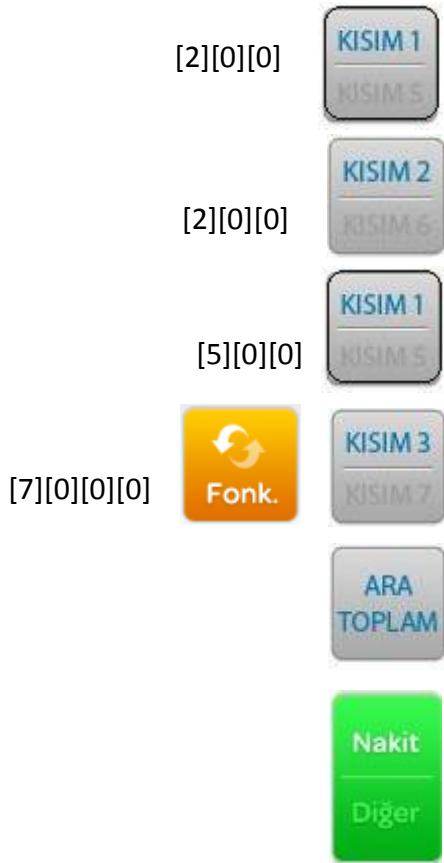 [2][0][0] KISIM 1
KISIM 5
KISIM 2
[2][0][0] KISIM 6
KISIM 1
[5][0][0] KISIM 5
KISIM 3
[7][0][0][0] Fonk. KISIM 7
ARA
TOPLAM
Nakit
Diğer